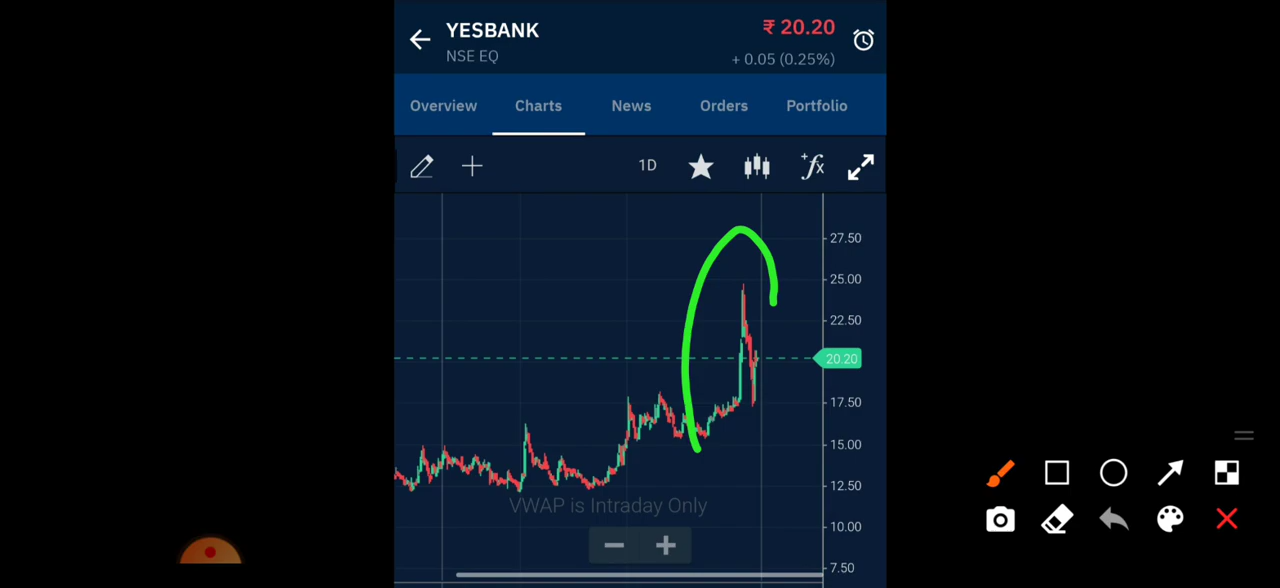 YESBANK
₹ 20.20
NSE EQ
+ 0.05 (0.25%)
Overview
Charts
News
Orders
Portfolio
1D
+fx
27.50
25.00
22.50
20.20
17.50
15.00
12.50
VWAP is Intraday Only
10.00
7.50